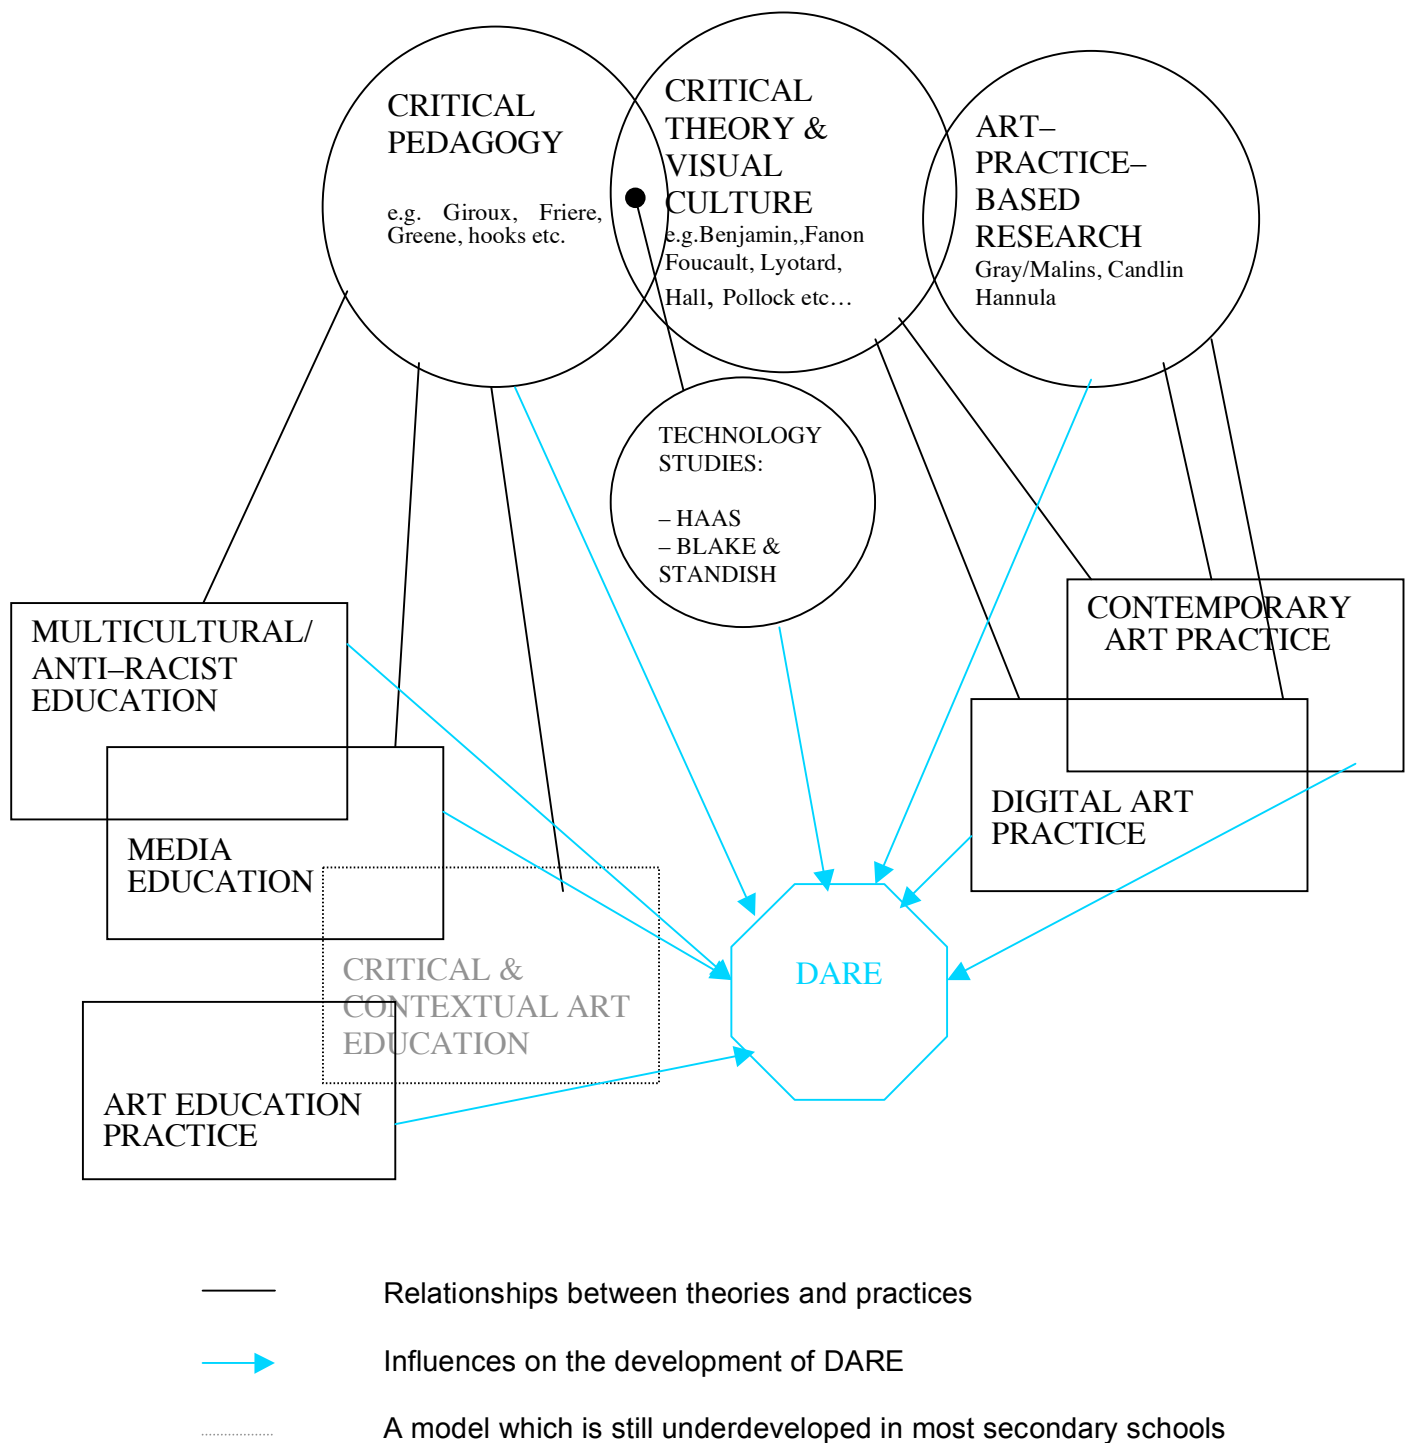 CRITICAL
PEDAGOGY
e.g. Giroux, Friere,
Greene, hooks etc.
CRITICAL
THEORY &
VISUAL
CULTURE
e.g.Benjamin,,Fanon
Foucault, Lyotard,
Hall, Pollock etc…
ART–
PRACTICE–
BASED
RESEARCH
Gray/Malins, Candlin
Hannula
TECHNOLOGY
STUDIES:
– HAAS
– BLAKE &
STANDISH
MULTICULTURAL/
ANTI–RACIST
EDUCATION
CONTEMPORARY
ART PRACTICE
MEDIA
EDUCATION
DIGITAL ART
PRACTICE
CRITICAL &
CONTEXTUAL ART
EDUCATION
DARE
ART EDUCATION
PRACTICE
Relationships between theories and practices
Influences on the development of DARE
A model which is still underdeveloped in most secondary schools